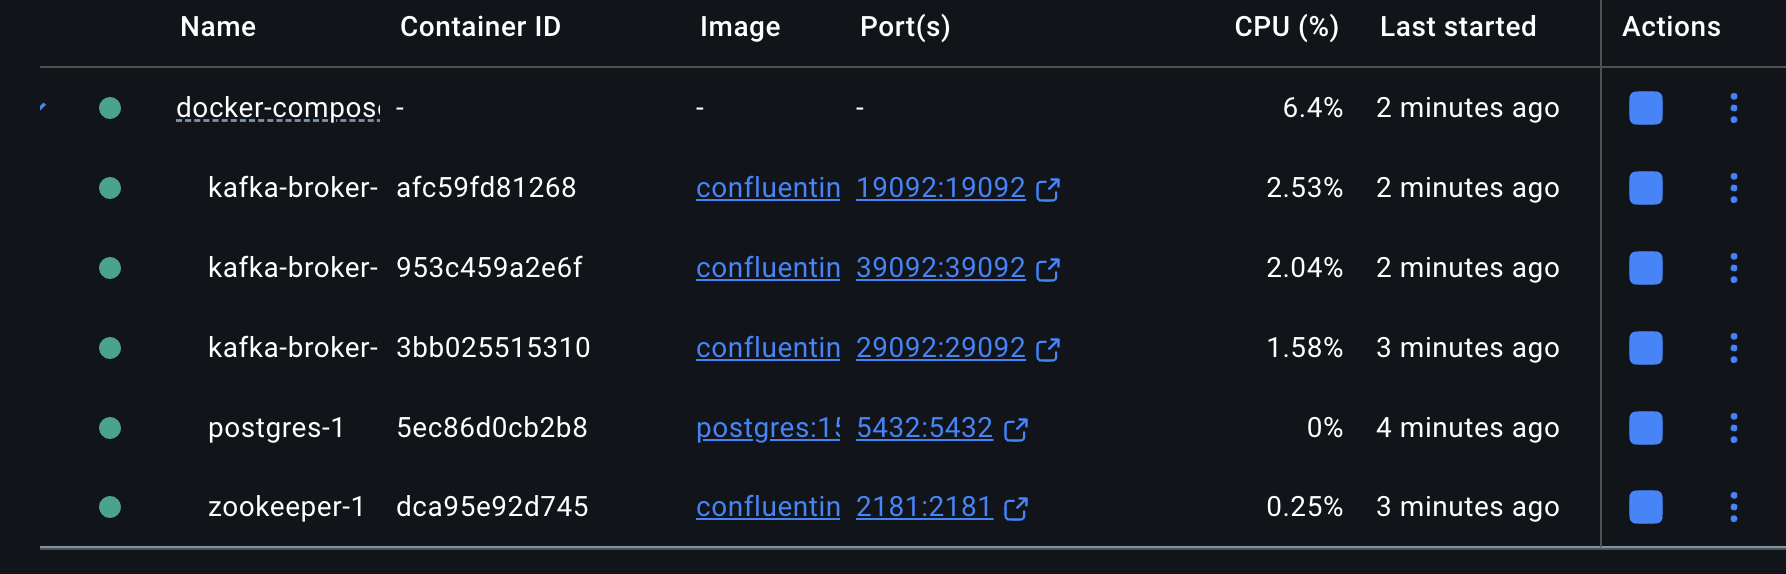 Name Container ID Image Port(s) CPU (%) Last started Actions
docker-compos - - - 6.4% 2 minutes ago
kafka-broker- afc59fd81268 confluentin 19092:19092 2.53% 2 minutes ago
kafka-broker- 953c459a2e6f confluentin 39092:39092 2.04% 2 minutes ago
kafka-broker- 3bb025515310 confluentin 29092:29092 1.58% 3 minutes ago
postgres-1 5ec86d0cb2b8 postgres:15 5432:5432 0% 4 minutes ago
zookeeper-1 dca95e92d745 confluentin 2181:2181 0.25% 3 minutes ago